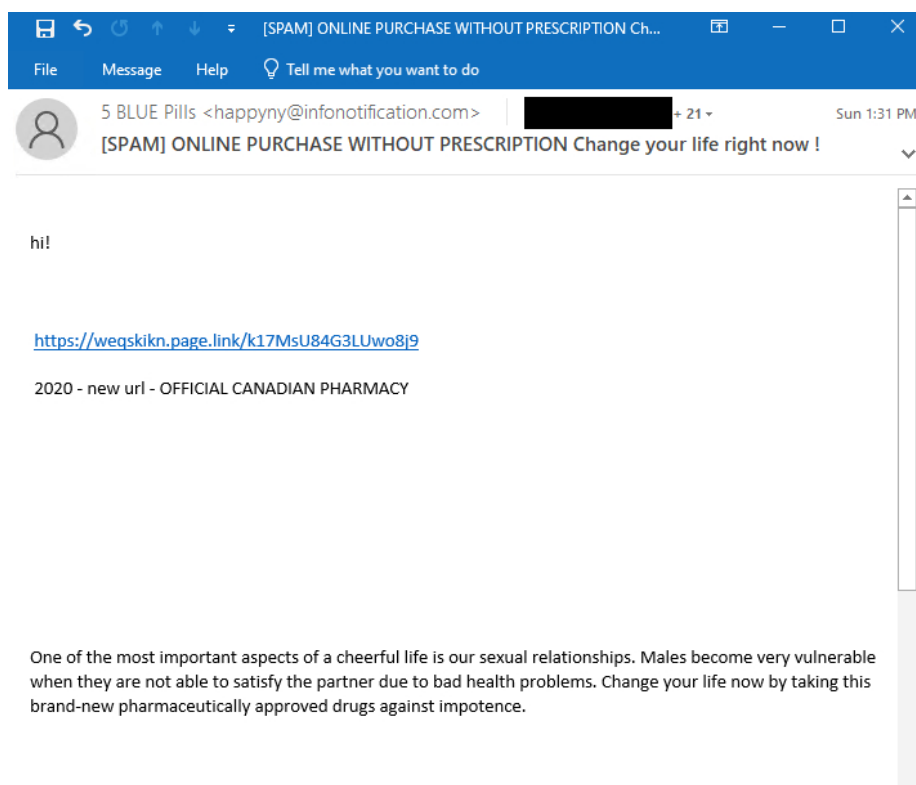 [SPAM] ONLINE PURCHASE WITHOUT PRESCRIPTION Ch...
File Message Help Tell me what you want to do
5 BLUE Pills <happyny@infonotification.com> + 21 Sun 1:31 PM
[SPAM] ONLINE PURCHASE WITHOUT PRESCRIPTION Change your life right now !
hi!
https://weqskikn.page.link/k17MsU84G3LUwo8j9
2020 - new url - OFFICIAL CANADIAN PHARMACY
One of the most important aspects of a cheerful life is our sexual relationships. Males become very vulnerable
when they are not able to satisfy the partner due to bad health problems. Change your life now by taking this
brand-new pharmaceutically approved drugs against impotence.